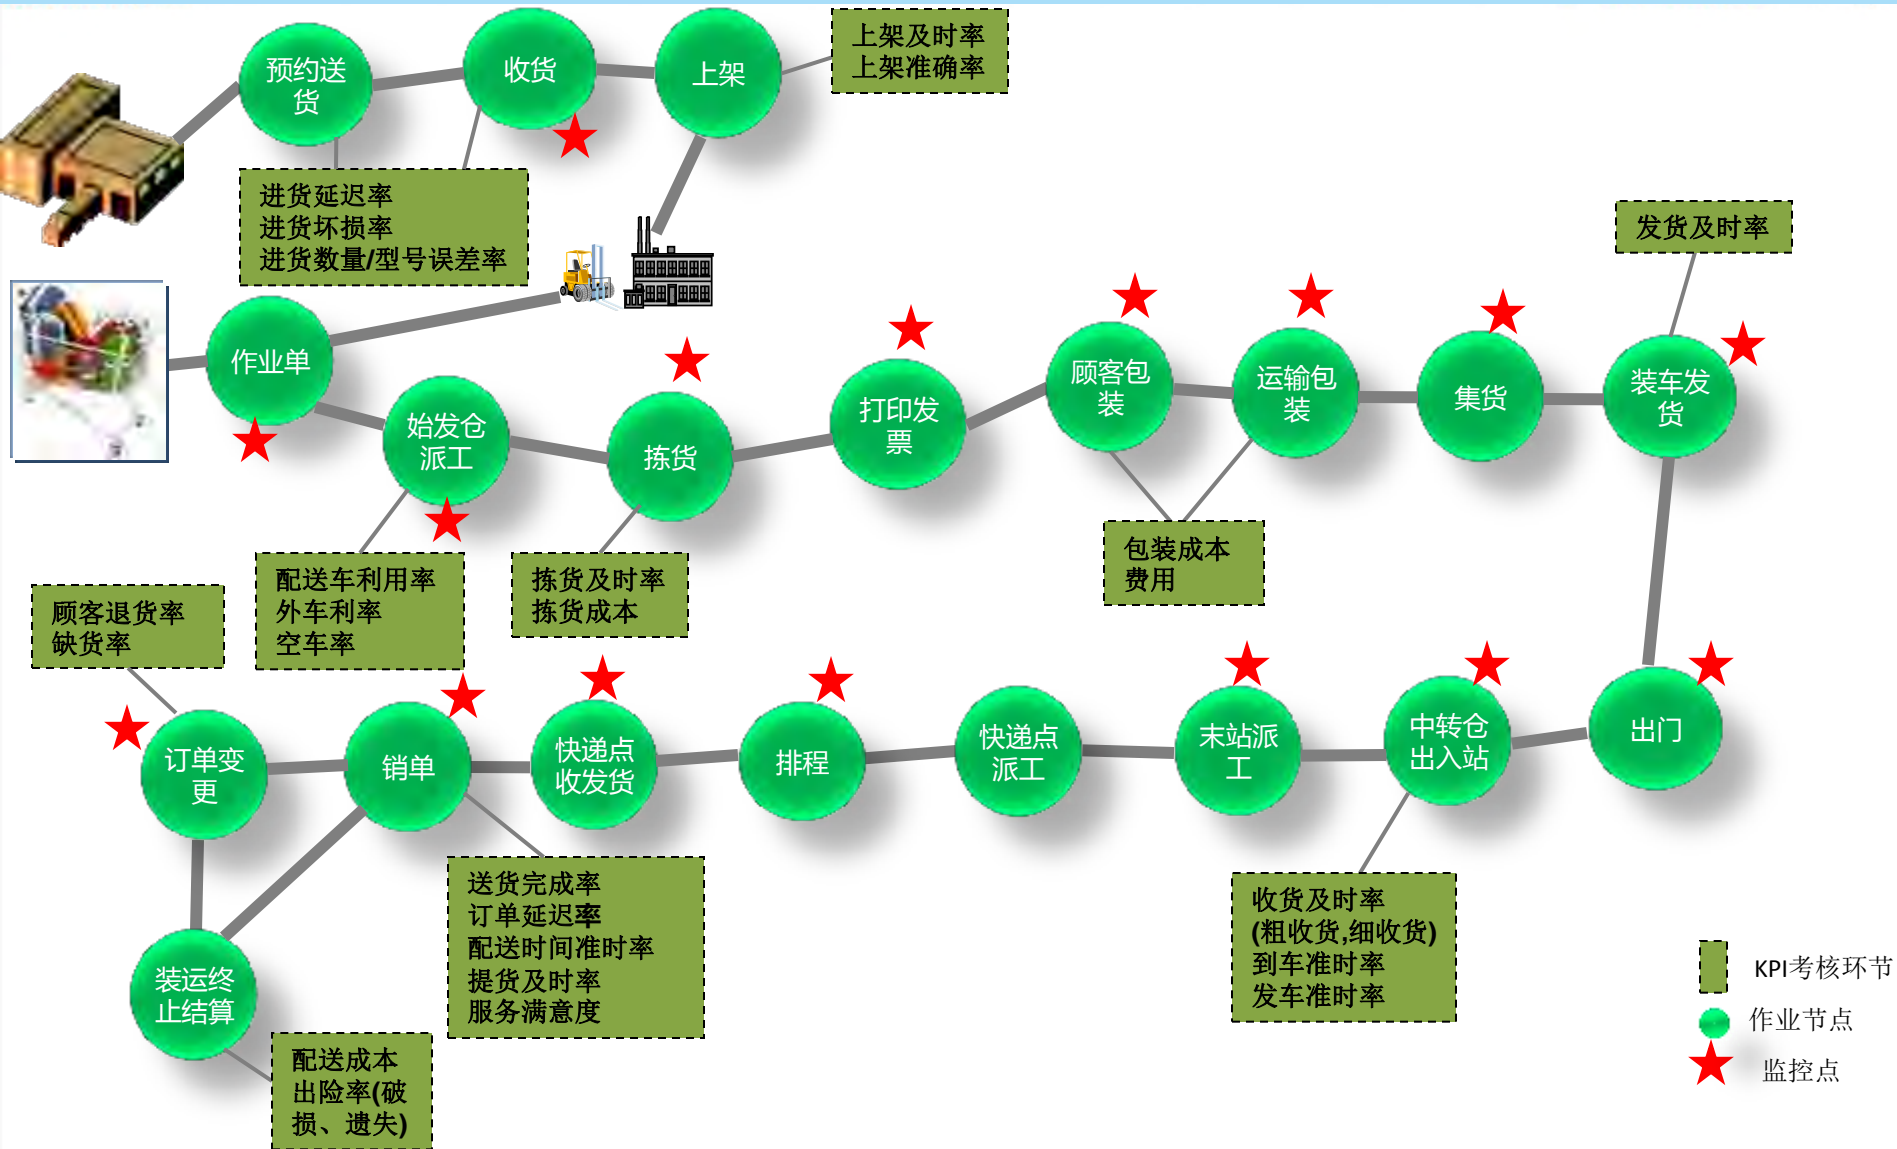 预约送
货
收货
上架
上架及时率
上架准确率
进货延迟率
进货坏损率
进货数量/型号误差率
发货及时率
作业单
始发仓
派工
拣货
打印发
票
顾客包
装
运输包
装
集货
装车发
货
配送车利用率
外车利率
空车率
拣货及时率
拣货成本
包装成本
费用
顾客退货率
缺货率
订单变
更
销单
快递点
收发货
排程
快递点
派工
末站派
工
中转仓
出入站
出门
送货完成率
订单延迟率
配送时间准时率
提货及时率
服务满意度
收货及时率
(粗收货,细收货)
到车准时率
发车准时率
装运终
止结算
配送成本
出险率(破
损、遗失)
KPI考核环节
作业节点
监控点